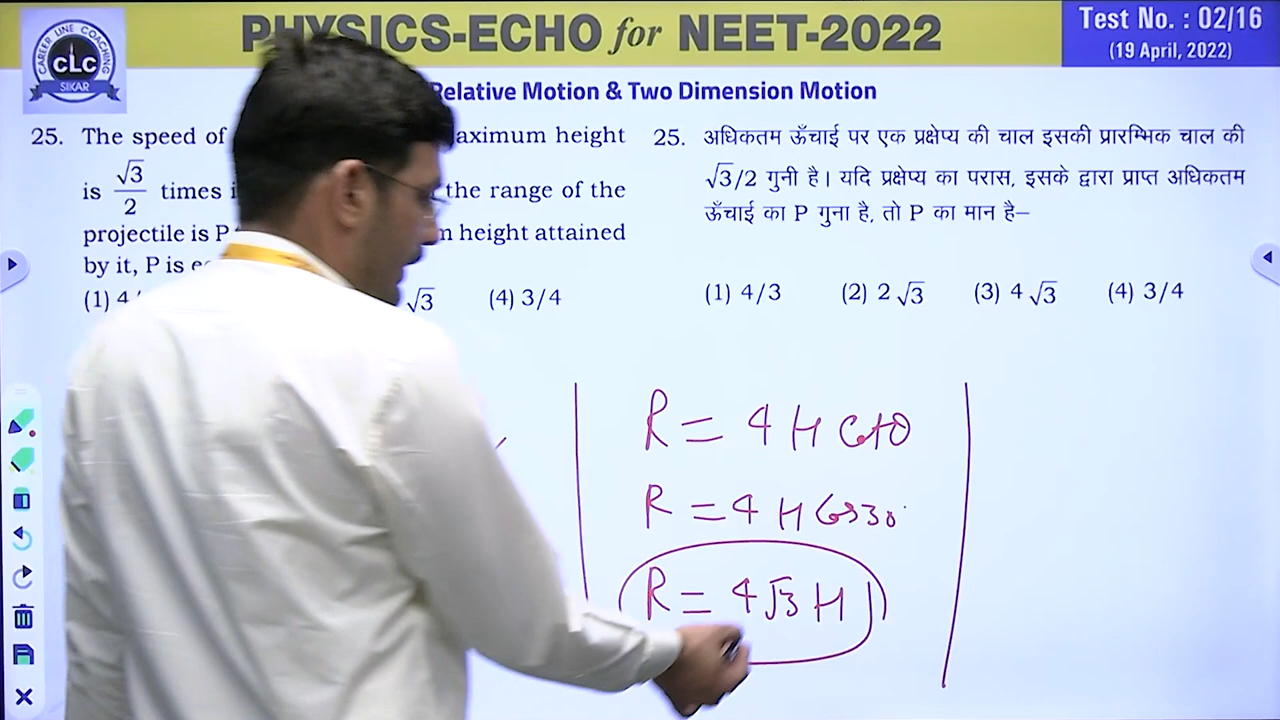 PHYSICS-ECHO for NEET-2022
Test No. : 02/16
(19 April, 2022)
CAREER LINE COACHING
CLC
SIKAR
Relative Motion & Two Dimension Motion
25. The speed of maximum height
is √3/2 times the range of the
projectile is P height attained
by it, P is
(1) 4 √3 (4) 3/4
25. अधिकतम ऊँचाई पर एक प्रक्षेप्य की चाल इसकी प्रारम्भिक चाल की
√3/2 गुनी है। यदि प्रक्षेप्य का परास, इसके द्वारा प्राप्त अधिकतम
ऊँचाई का P गुना है, तो P का मान है–
(1) 4/3 (2) 2√3 (3) 4√3 (4) 3/4
R = 4 H cotθ
R = 4 H 30
R = 4√3 H